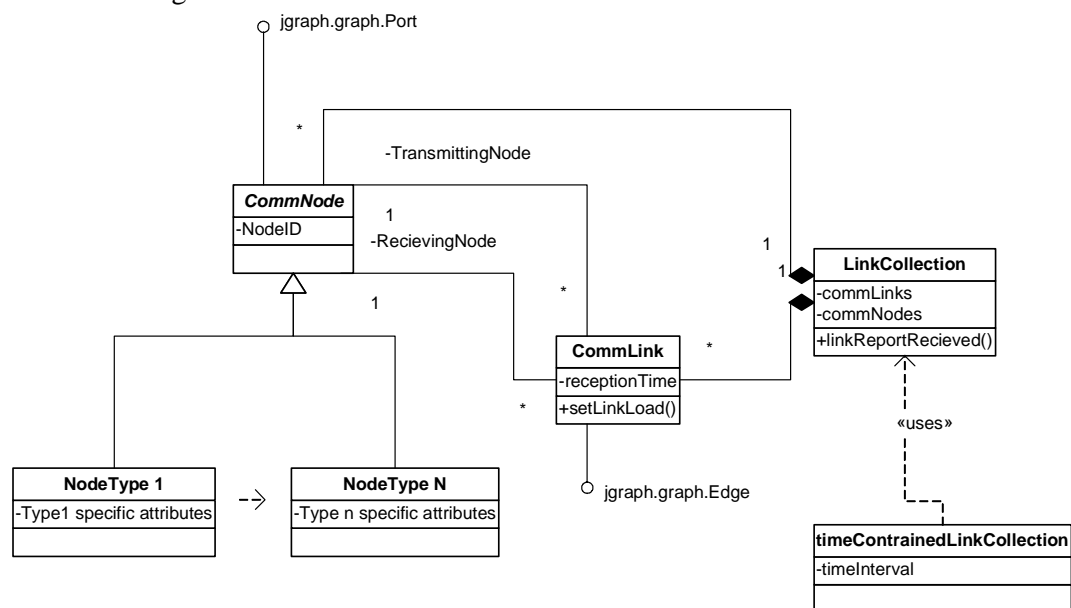 jgraph.graph.Port
*
-TransmittingNode
CommNode
-NodeID
1
-RecievingNode
1
1
LinkCollection
-commLinks
-commNodes
+linkReportRecieved()
*
1
CommLink
-receptionTime
+setLinkLoad()
*
*
«uses»
NodeType 1
-Type1 specific attributes
NodeType N
-Type n specific attributes
jgraph.graph.Edge
timeContrainedLinkCollection
-timeInterval